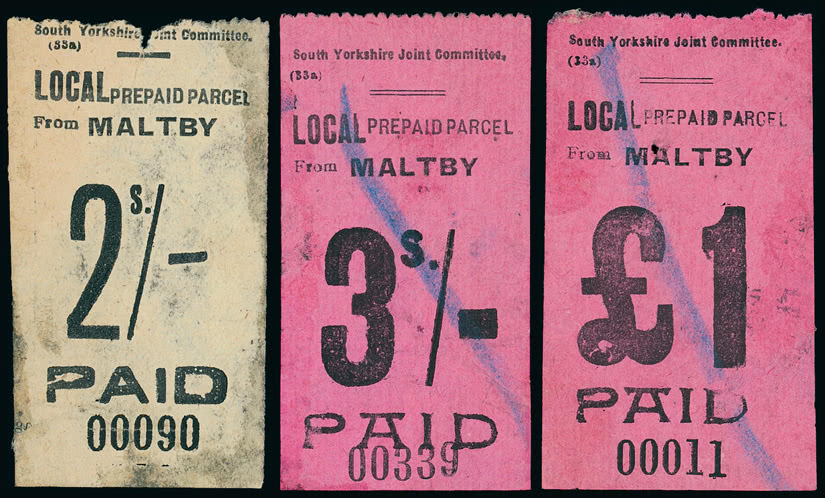 South Yorkshire Joint Committee.
(33a)
LOCAL PREPAID PARCEL
From MALTBY
2s./-
PAID
00090
South Yorkshire Joint Committee,
(33a)
LOCAL PREPAID PARCEL
From MALTBY
3s./-
PAID
00339
South Yorkshire Joint Committee.
(33a)
LOCAL PREPAID PARCEL
From MALTBY
£1
PAID
00011